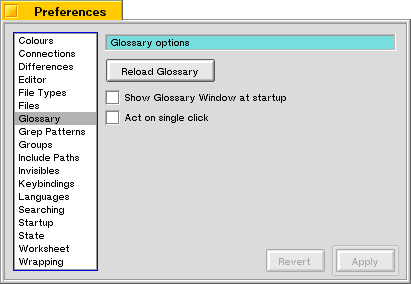 Preferences
Colours
Connections
Differences
Editor
File Types
Files
Glossary
Grep Patterns
Groups
Include Paths
Invisibles
Keybindings
Languages
Searching
Startup
State
Worksheet
Wrapping
Glossary options
Reload Glossary
Show Glossary Window at startup
Act on single click
Revert
Apply